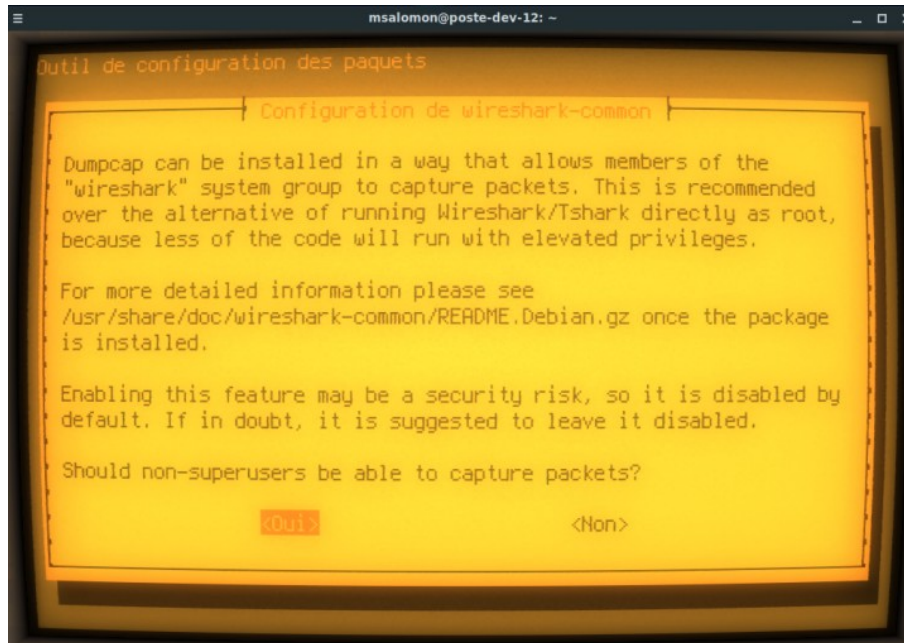 msalomon@poste-dev-12: ~
Outil de configuration des paquets
Configuration de wireshark-common
Dumpcap can be installed in a way that allows members of the
"wireshark" system group to capture packets. This is recommended
over the alternative of running Wireshark/Tshark directly as root,
because less of the code will run with elevated privileges.
For more detailed information please see
/usr/share/doc/wireshark-common/README.Debian.gz once the package
is installed.
Enabling this feature may be a security risk, so it is disabled by
default. If in doubt, it is suggested to leave it disabled.
Should non-superusers be able to capture packets?
<Oui> <Non>